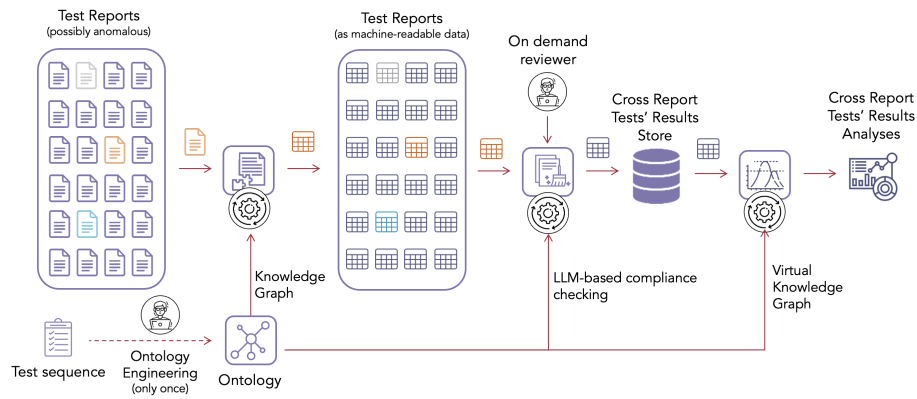 Test Reports
(possibly anomalous)
Test Reports
(as machine-readable data)
On demand
reviewer
Cross Report
Tests' Results
Store
Cross Report
Tests' Results
Analyses
Knowledge
Graph
LLM-based compliance
checking
Virtual
Knowledge
Graph
Test sequence
Ontology
Engineering
(only once)
Ontology